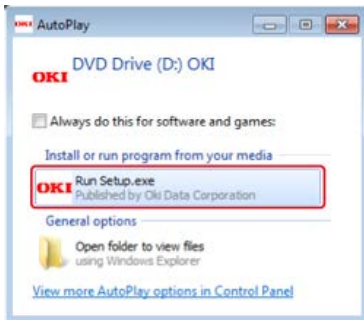 OKI AutoPlay
DVD Drive (D:) OKI
OKI
Always do this for software and games:
Install or run program from your media
OKI Run Setup.exe
Published by Oki Data Corporation
General options
Open folder to view files
using Windows Explorer
View more AutoPlay options in Control Panel